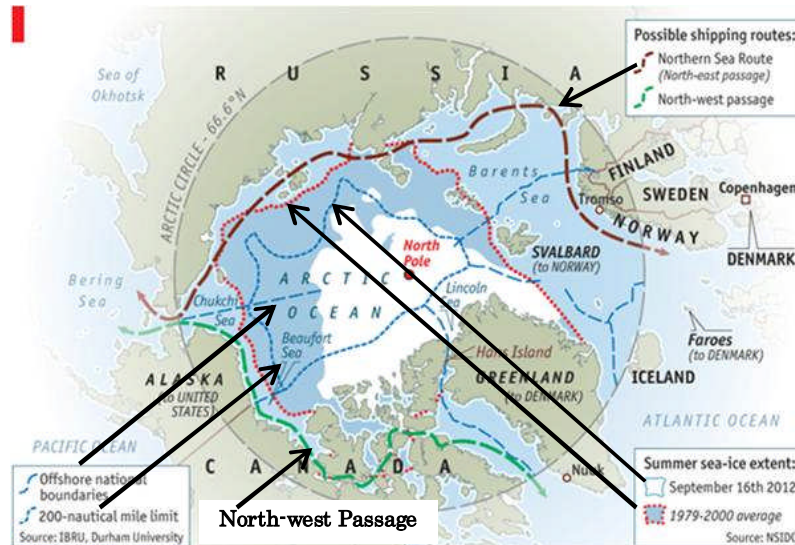 Possible shipping routes:
Northern Sea Route
(North-east passage)
North-west passage
Sea of
Okhotsk
R U S S I A
ARCTIC CIRCLE - 66.6°N
Barents
Sea
FINLAND
SWEDEN
Copenhagen
Tromso
NORWAY
DENMARK
North
Pole
SVALBARD
(to NORWAY)
Bering
Sea
Chukchi
Sea
A R C T I C
O C E A N
Lincoln
Sea
Beaufort
Sea
Hans Island
Faroes
(to DENMARK)
ALASKA
(to UNITED
STATES)
GREENLAND
(to DENMARK)
ICELAND
ATLANTIC OCEAN
PACIFIC OCEAN
C A N A D A
Nuuk
Offshore national
boundaries
200-nautical mile limit
Source: IBRU, Durham University
North-west Passage
Summer sea-ice extent:
September 16th 2012
1979-2000 average
Source: NSIDC